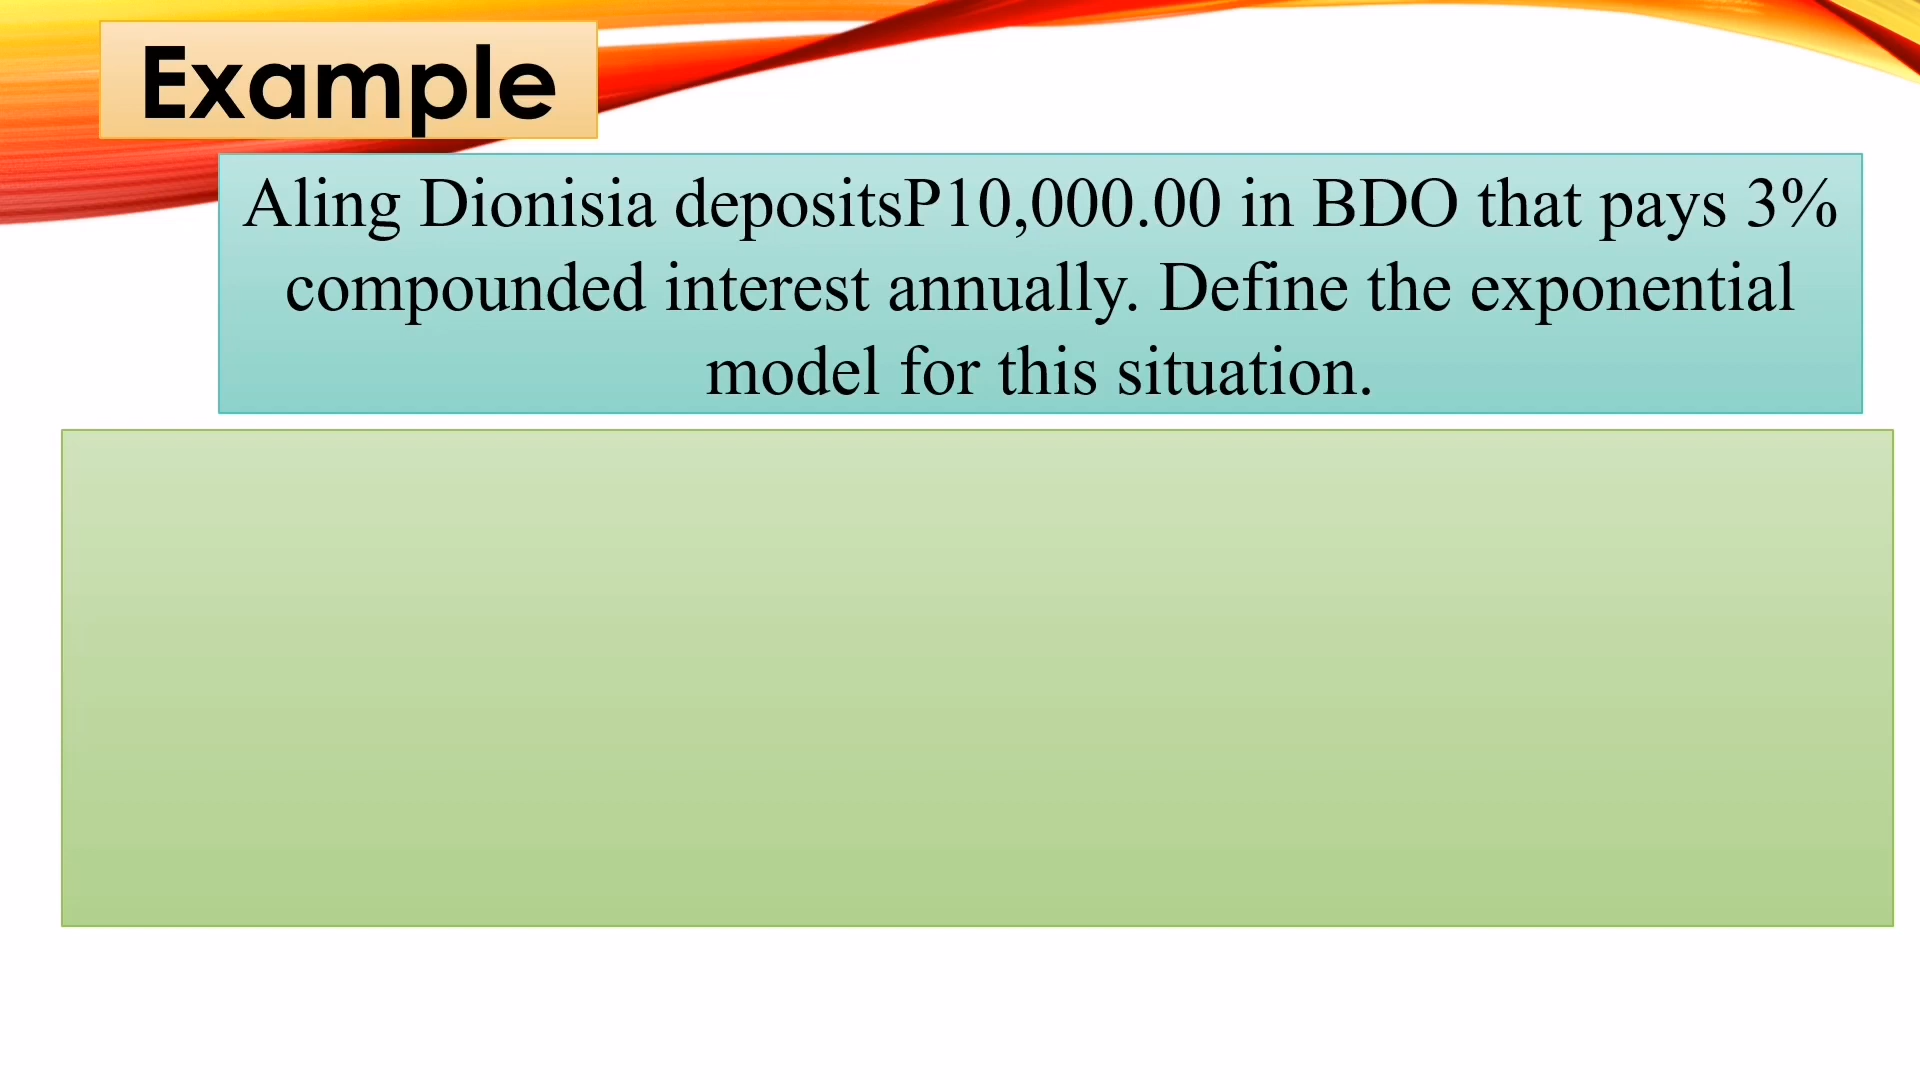 Example
Aling Dionisia depositsP10,000.00 in BDO that pays 3%
compounded interest annually. Define the exponential
model for this situation.